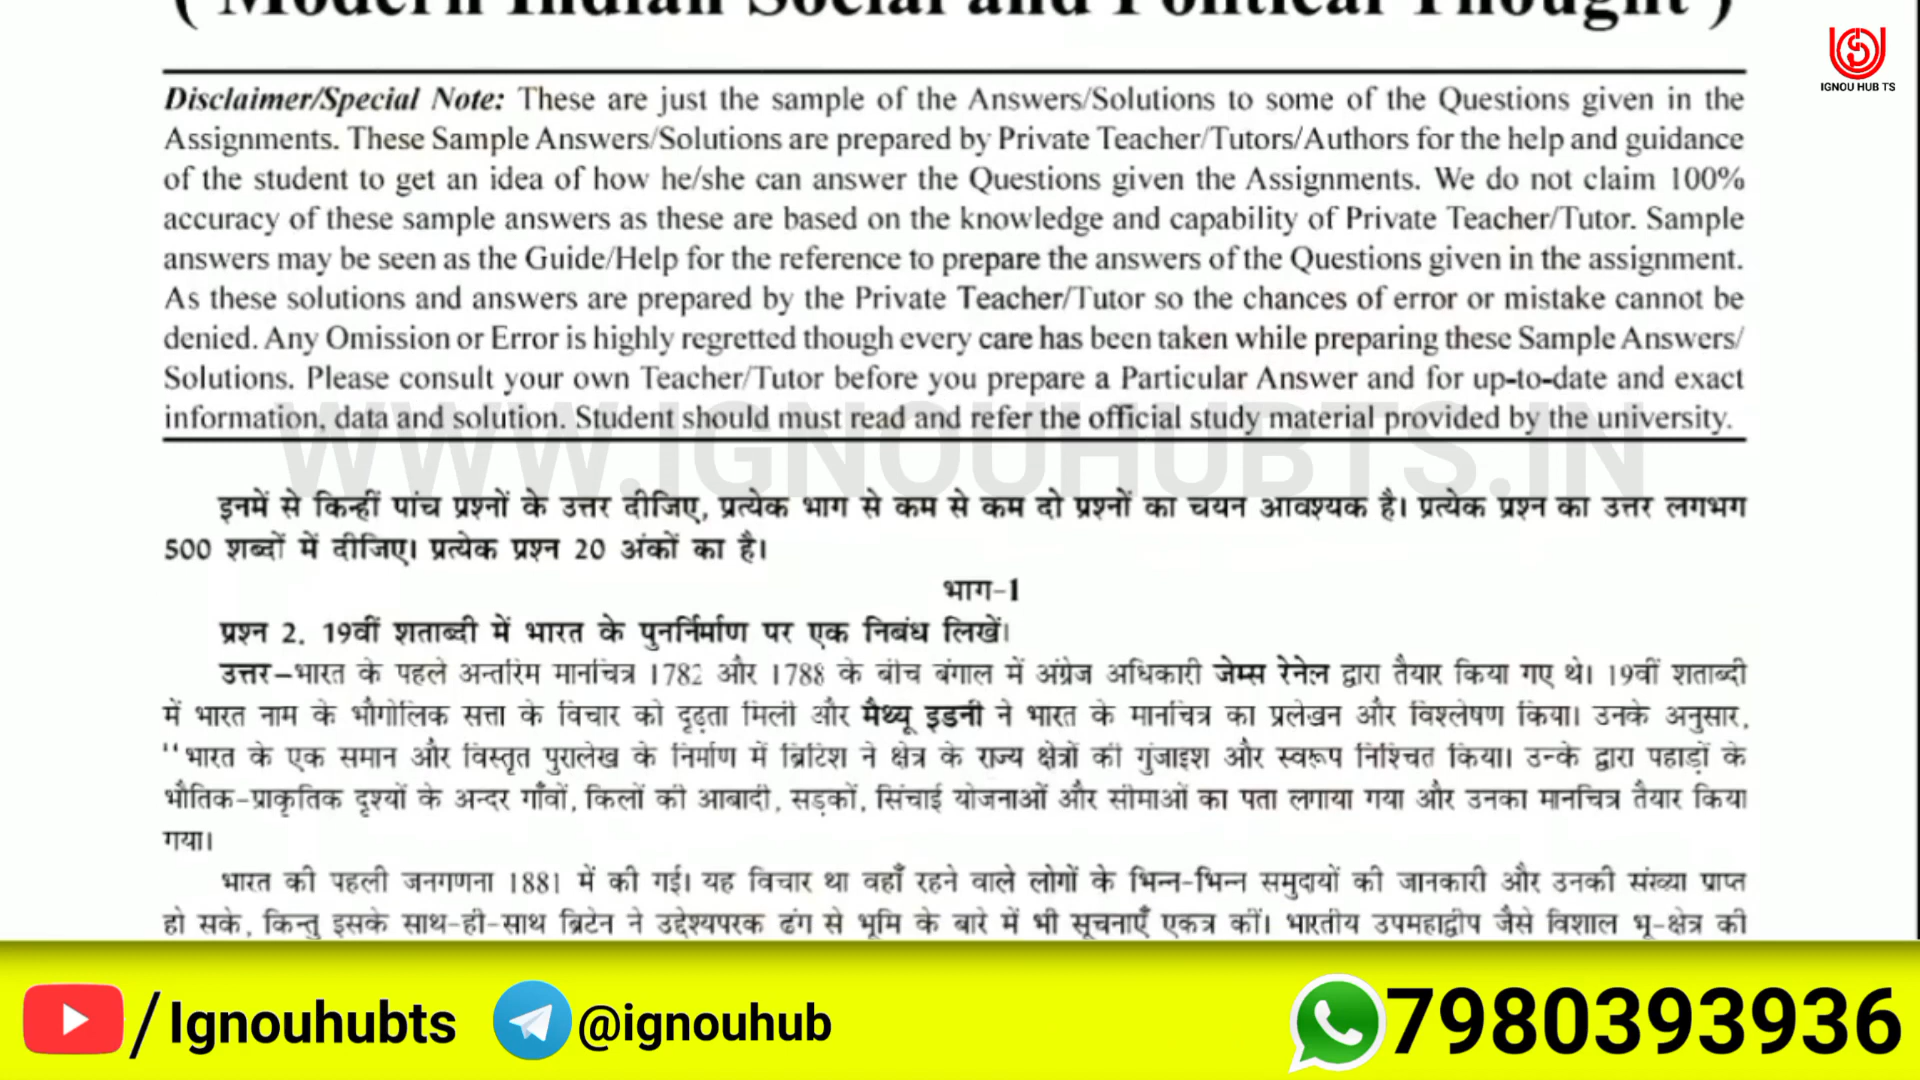 ( Modern Indian Social and Political Thought )
IGNOU HUB TS
Disclaimer/Special Note: These are just the sample of the Answers/Solutions to some of the Questions given in the
Assignments. These Sample Answers/Solutions are prepared by Private Teacher/Tutors/Authors for the help and guidance
of the student to get an idea of how he/she can answer the Questions given the Assignments. We do not claim 100%
accuracy of these sample answers as these are based on the knowledge and capability of Private Teacher/Tutor. Sample
answers may be seen as the Guide/Help for the reference to prepare the answers of the Questions given in the assignment.
As these solutions and answers are prepared by the Private Teacher/Tutor so the chances of error or mistake cannot be
denied. Any Omission or Error is highly regretted though every care has been taken while preparing these Sample Answers/
Solutions. Please consult your own Teacher/Tutor before you prepare a Particular Answer and for up-to-date and exact
information, data and solution. Student should must read and refer the official study material provided by the university.
WWW.IGNOUHUBTS.IN
इनमें से किन्हीं पांच प्रश्नों के उत्तर दीजिए, प्रत्येक भाग से कम से कम दो प्रश्नों का चयन आवश्यक है। प्रत्येक प्रश्न का उत्तर लगभग
500 शब्दों में दीजिए। प्रत्येक प्रश्न 20 अंकों का है।
भाग-1
प्रश्न 2. 19वीं शताब्दी में भारत के पुनर्निर्माण पर एक निबंध लिखें।
उत्तर–भारत के पहले अन्तरिम मानचित्र 1782 और 1788 के बीच बंगाल में अंग्रेज अधिकारी जेम्स रेनेल द्वारा तैयार किया गए थे। 19वीं शताब्दी
में भारत नाम के भौगोलिक सत्ता के विचार को दृढ़ता मिली और मैथ्यू इडनी ने भारत के मानचित्र का प्रलेखन और विश्लेषण किया। उनके अनुसार,
"भारत के एक समान और विस्तृत पुरालेख के निर्माण में ब्रिटिश ने क्षेत्र के राज्य क्षेत्रों की गुंजाइश और स्वरूप निश्चित किया। उनके द्वारा पहाड़ों के
भौतिक-प्राकृतिक दृश्यों के अन्दर गाँवों, किलों की आबादी, सड़कों, सिंचाई योजनाओं और सीमाओं का पता लगाया गया और उनका मानचित्र तैयार किया
गया।
भारत की पहली जनगणना 1881 में की गई। यह विचार था वहाँ रहने वाले लोगों के भिन्न-भिन्न समुदायों की जानकारी और उनकी संख्या प्राप्त
हो सके, किन्तु इसके साथ-ही-साथ ब्रिटेन ने उद्देश्यपरक ढंग से भूमि के बारे में भी सूचनाएँ एकत्र कीं। भारतीय उपमहाद्वीप जैसे विशाल भू-क्षेत्र की
/Ignouhubts @ignouhub 7980393936